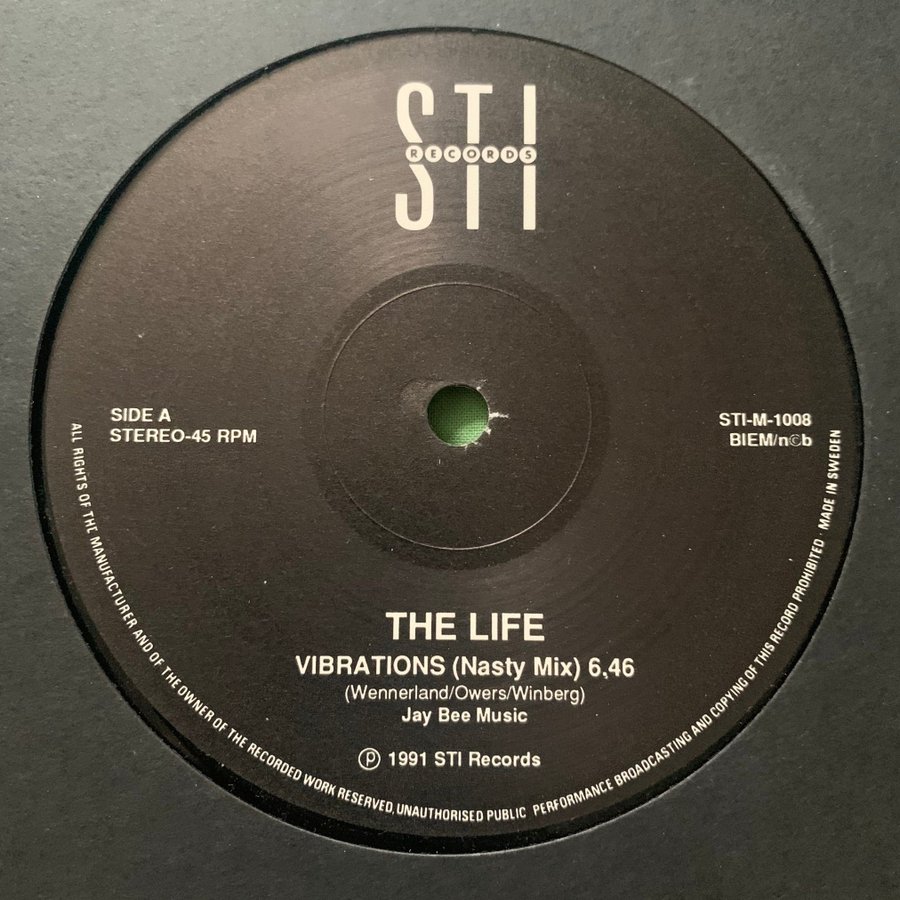 STI
RECORDS
SIDE A
STEREO-45 RPM
STI-M-1008
BIEM/n©b
THE LIFE
VIBRATIONS (Nasty Mix) 6,46
(Wennerland/Owers/Winberg)
Jay Bee Music
℗ 1991 STI Records
ALL RIGHTS OF THE MANUFACTURER AND OF THE OWNER OF THE RECORDED WORK RESERVED, UNAUTHORISED PUBLIC PERFORMANCE BROADCASTING AND COPYING OF THIS RECORD PROHIBITED · MADE IN SWEDEN